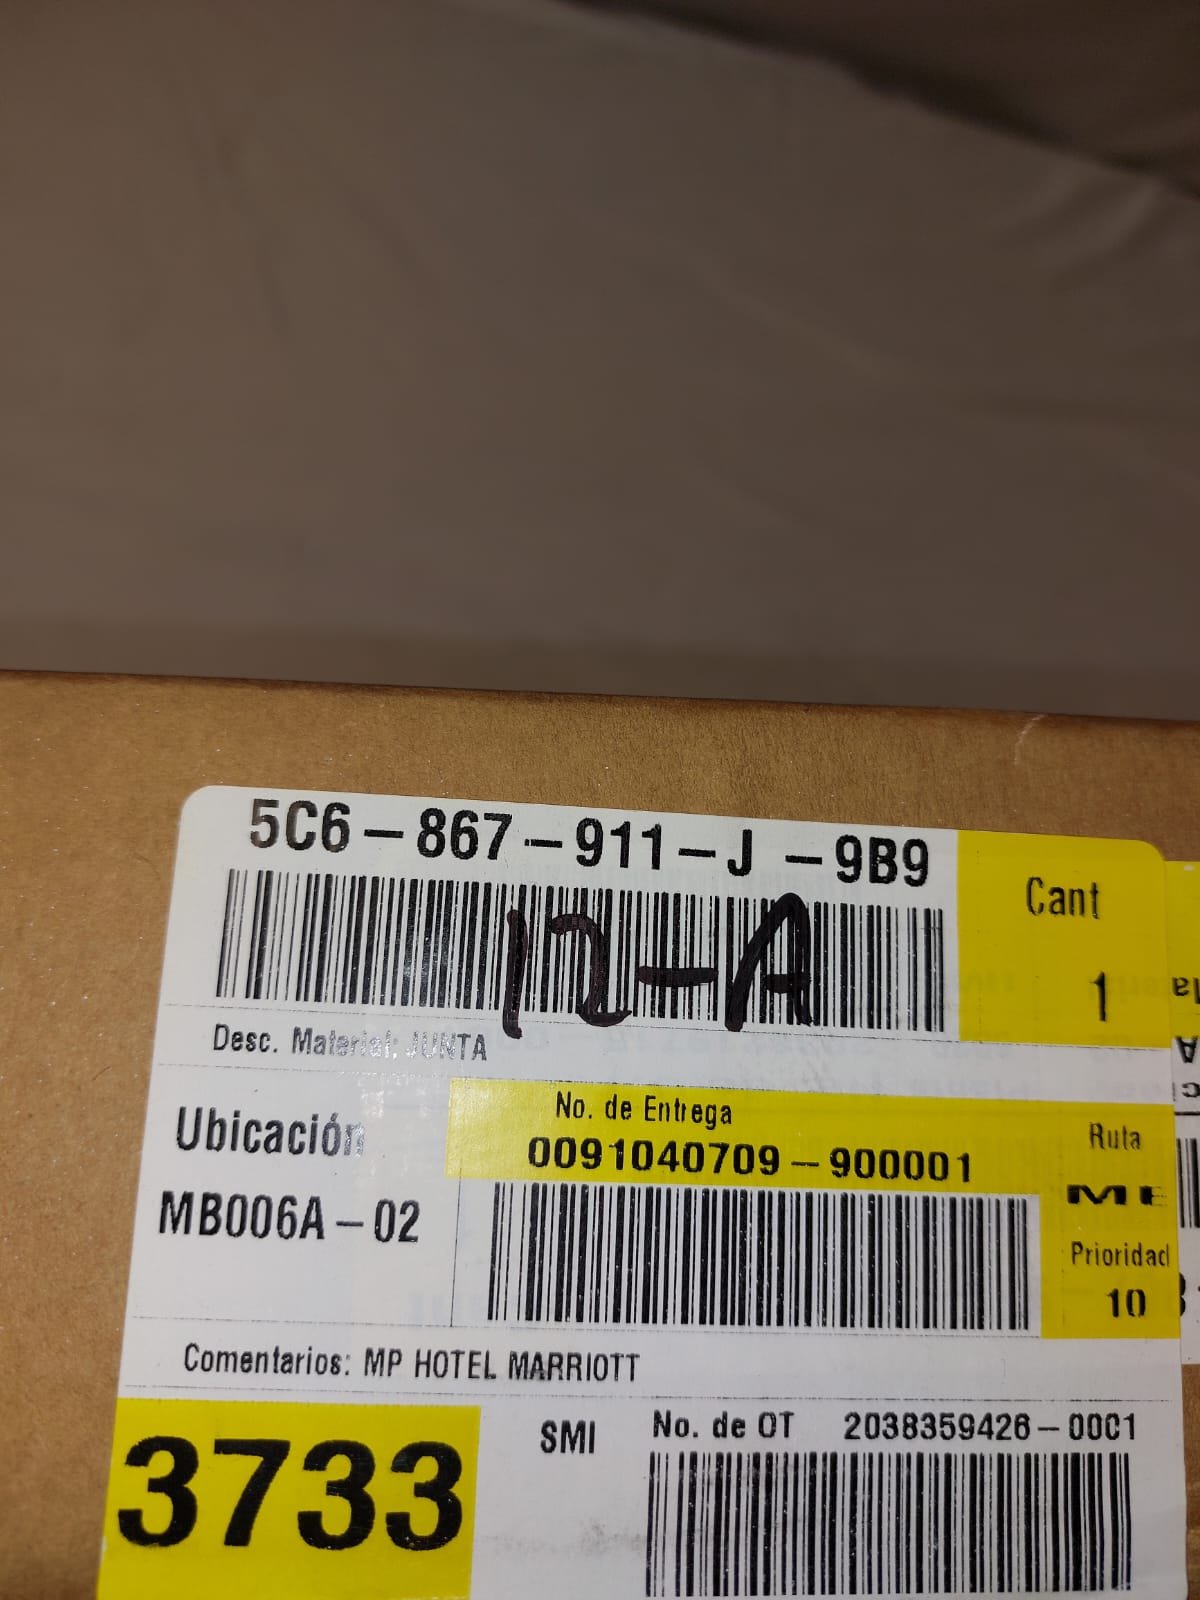 5C6-867-911-J -9B9
Cant
1
12-A
Desc. Material: JUNTA
Ubicación
MB006A-02
No. de Entrega
0091040709-900001
Ruta
ME
Prioridad
10
Comentarios: MP HOTEL MARRIOTT
3733
SMI
No. de OT 2038359426-0001